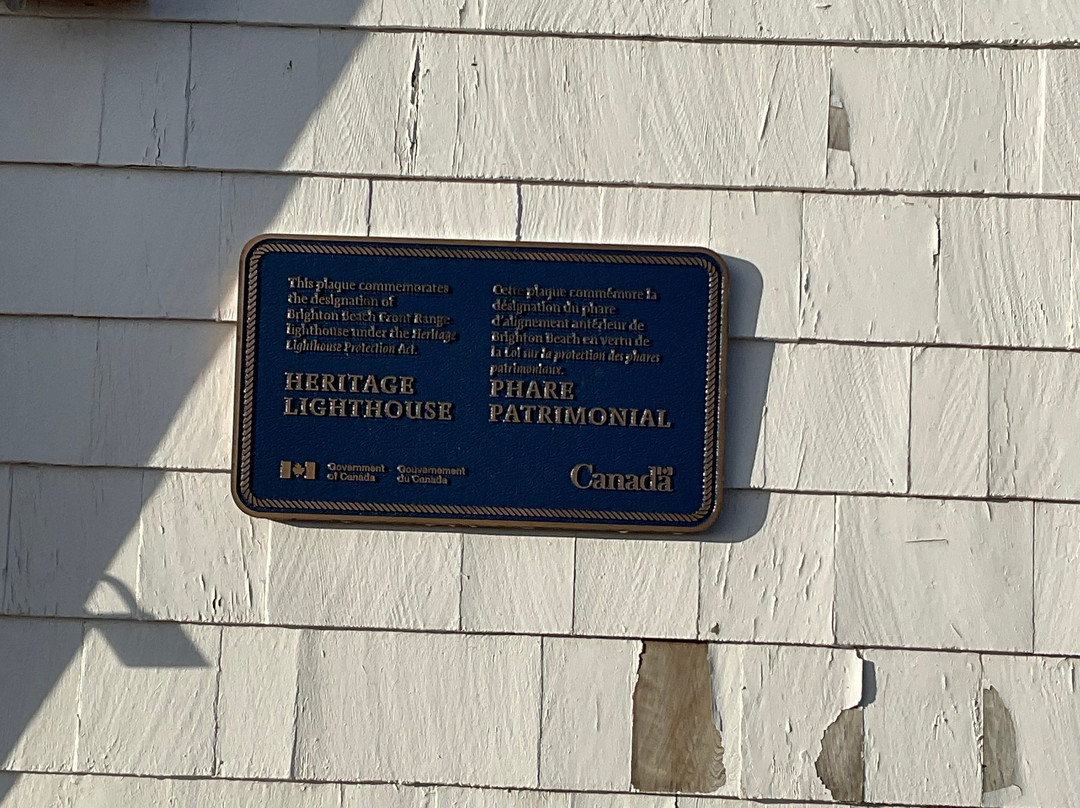 This plaque commemorates
the designation of
Brighton Beach Front Range
lighthouse under the Heritage
Lighthouse Protection Act.
HERITAGE
LIGHTHOUSE
Cette plaque commémore la
désignation du phare
d'alignement antérieur de
Brighton Beach en vertu de
la Loi sur la protection des phares
patrimoniaux.
PHARE
PATRIMONIAL
Government
of Canada
Gouvernement
du Canada
Canada